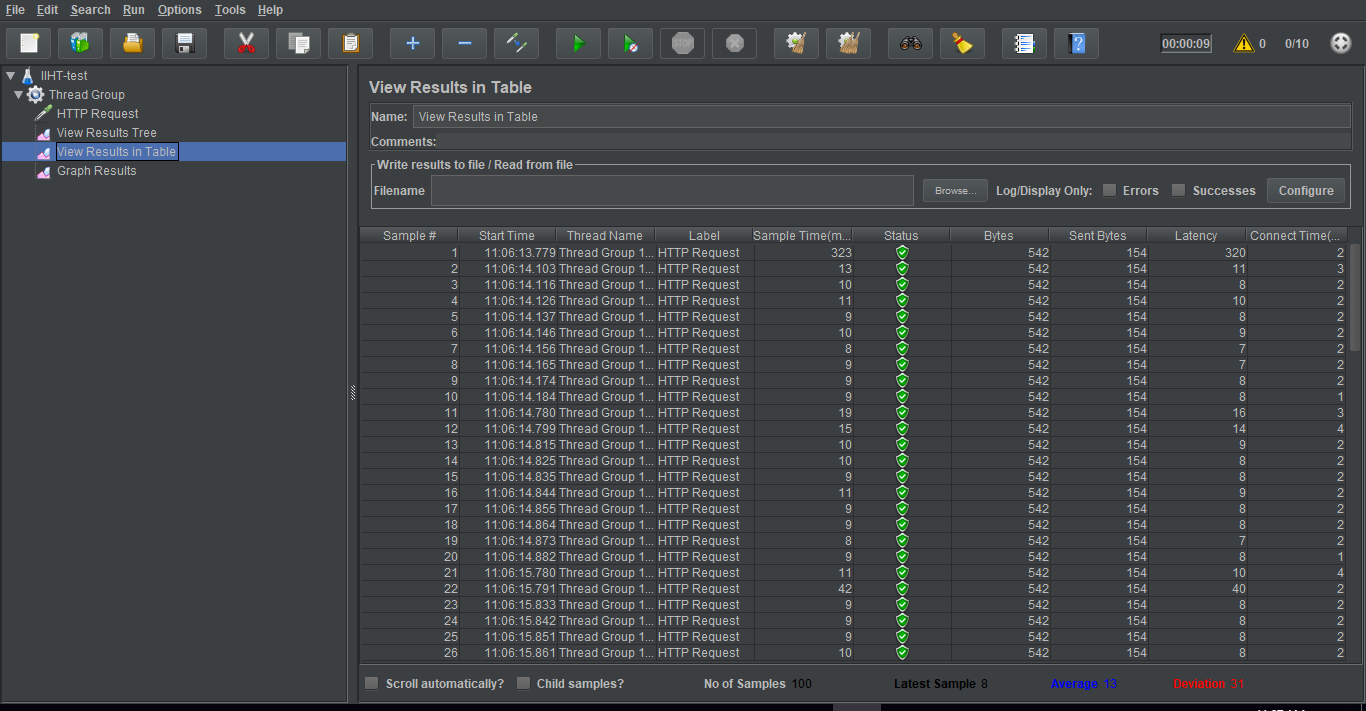 File Edit Search Run Options Tools Help
STOP 00:00:09 0 0/10
IIHT-test
Thread Group
HTTP Request
View Results Tree
View Results in Table
Graph Results
View Results in Table
Name: View Results in Table
Comments:
Write results to file / Read from file
Filename Browse... Log/Display Only: Errors Successes Configure
Sample # Start Time Thread Name Label Sample Time(m... Status Bytes Sent Bytes Latency Connect Time(...
1 11:06:13.779 Thread Group 1... HTTP Request 323 542 154 320 2
2 11:06:14.103 Thread Group 1... HTTP Request 13 542 154 11 3
3 11:06:14.116 Thread Group 1... HTTP Request 10 542 154 8 2
4 11:06:14.126 Thread Group 1... HTTP Request 11 542 154 10 2
5 11:06:14.137 Thread Group 1... HTTP Request 9 542 154 8 2
6 11:06:14.146 Thread Group 1... HTTP Request 10 542 154 9 2
7 11:06:14.156 Thread Group 1... HTTP Request 8 542 154 7 2
8 11:06:14.165 Thread Group 1... HTTP Request 9 542 154 7 2
9 11:06:14.174 Thread Group 1... HTTP Request 9 542 154 8 2
10 11:06:14.184 Thread Group 1... HTTP Request 9 542 154 8 1
11 11:06:14.780 Thread Group 1... HTTP Request 19 542 154 16 3
12 11:06:14.799 Thread Group 1... HTTP Request 15 542 154 14 4
13 11:06:14.815 Thread Group 1... HTTP Request 10 542 154 9 2
14 11:06:14.825 Thread Group 1... HTTP Request 10 542 154 8 2
15 11:06:14.835 Thread Group 1... HTTP Request 9 542 154 8 2
16 11:06:14.844 Thread Group 1... HTTP Request 11 542 154 9 2
17 11:06:14.855 Thread Group 1... HTTP Request 9 542 154 8 2
18 11:06:14.864 Thread Group 1... HTTP Request 9 542 154 8 2
19 11:06:14.873 Thread Group 1... HTTP Request 8 542 154 7 2
20 11:06:14.882 Thread Group 1... HTTP Request 9 542 154 8 1
21 11:06:15.780 Thread Group 1... HTTP Request 11 542 154 10 4
22 11:06:15.791 Thread Group 1... HTTP Request 42 542 154 40 2
23 11:06:15.833 Thread Group 1... HTTP Request 9 542 154 8 2
24 11:06:15.842 Thread Group 1... HTTP Request 9 542 154 8 2
25 11:06:15.851 Thread Group 1... HTTP Request 9 542 154 8 2
26 11:06:15.861 Thread Group 1... HTTP Request 10 542 154 8 2
Scroll automatically? Child samples? No of Samples 100 Latest Sample 8 Average 13 Deviation 31